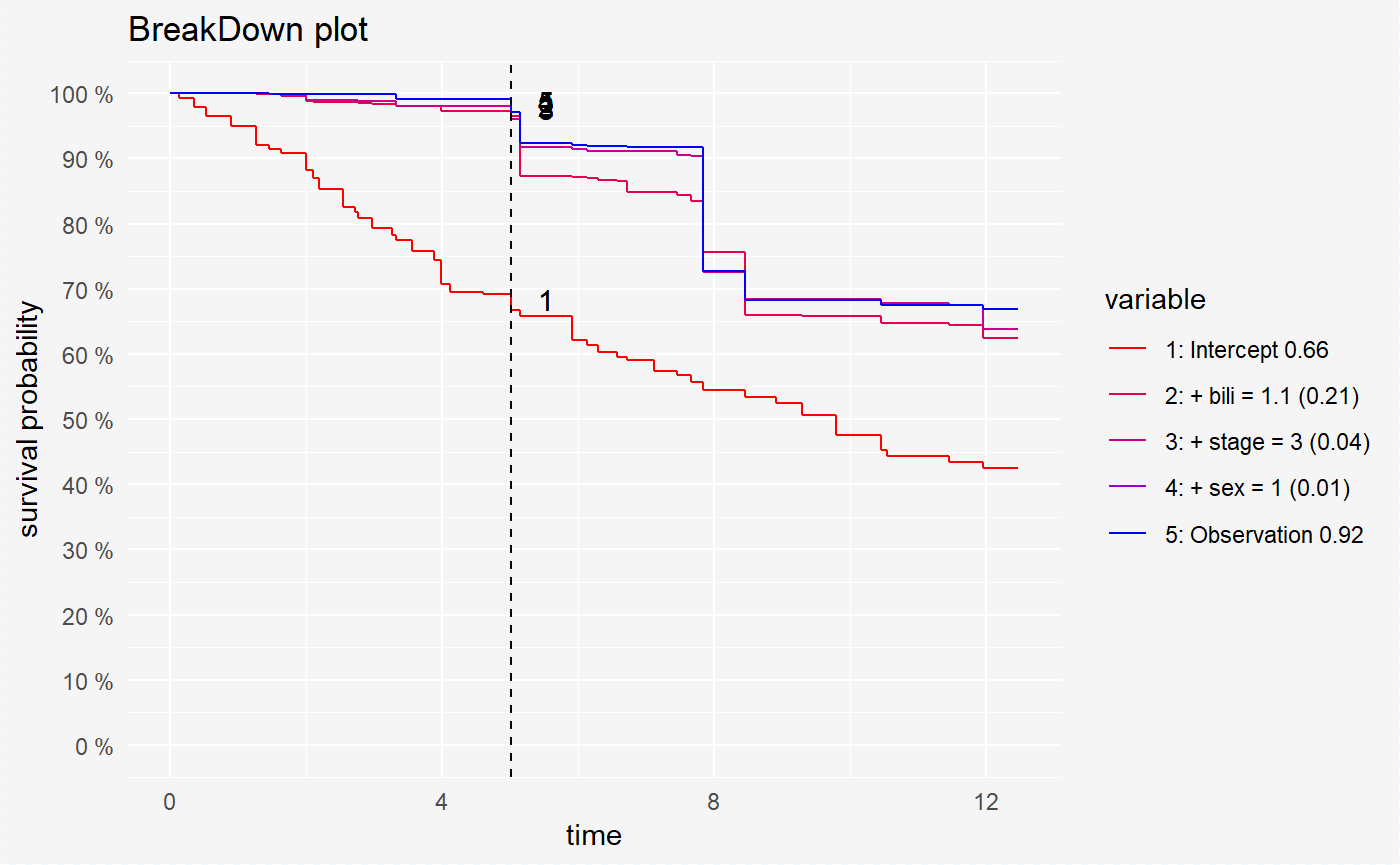 BreakDown plot
100 %
90 %
80 %
70 %
60 %
50 %
40 %
30 %
20 %
10 %
0 %
survival probability
0
4
8
12
time
1
variable
1: Intercept 0.66
2: + bili = 1.1 (0.21)
3: + stage = 3 (0.04)
4: + sex = 1 (0.01)
5: Observation 0.92